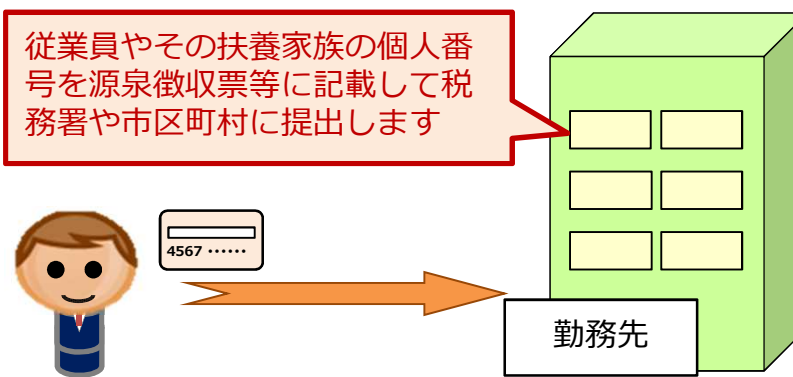 従業員やその扶養家族の個人番
号を源泉徴収票等に記載して税
務署や市区町村に提出します
4567 ‥‥‥
勤務先